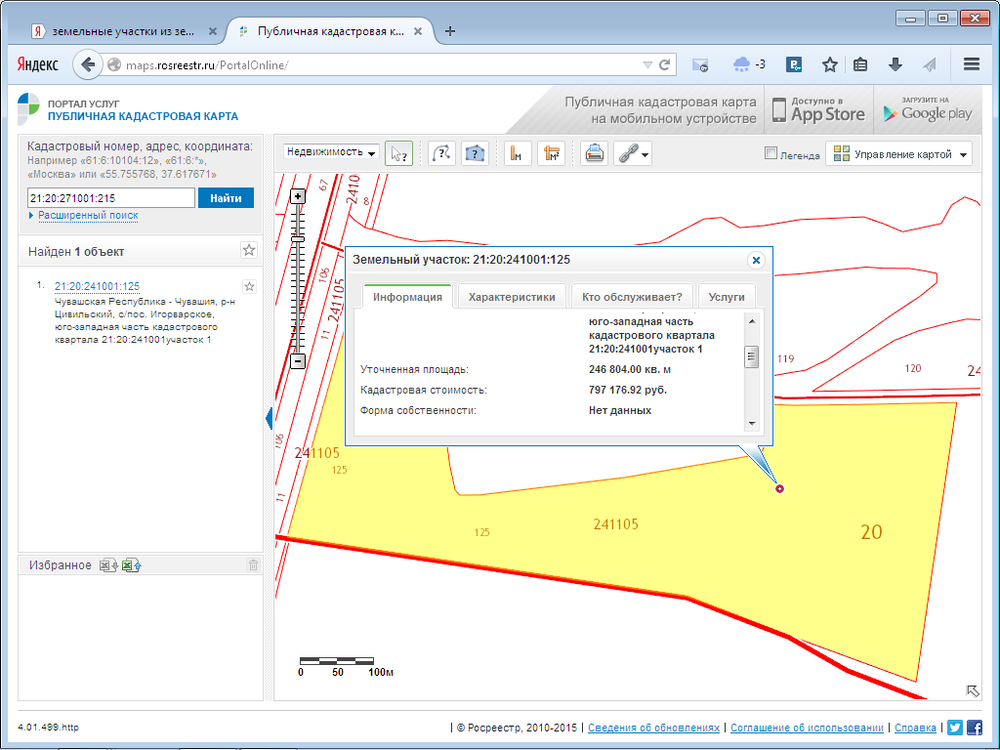 земельные участки из зе...
Публичная кадастровая к...
Яндекс
maps.rosreestr.ru/PortalOnline/
-3
ПОРТАЛ УСЛУГ
ПУБЛИЧНАЯ КАДАСТРОВАЯ КАРТА
Публичная кадастровая карта
на мобильном устройстве
Доступно в
App Store
ЗАГРУЗИТЕ НА
Google play
Кадастровый номер, адрес, координата:
Например «61:6:10104:12», «61:6:*»,
«Москва» или «55.755768, 37.617671»
21:20:271001:215
Найти
Расширенный поиск
Найден 1 объект
1. 21:20:241001:125
Чувашская Республика - Чувашия, р-н
Цивильский, с/пос. Игорварское,
юго-западная часть кадастрового
квартала 21:20:241001участок 1
Избранное
Недвижимость
Легенда
Управление картой
67
24110
8
106
241105
11
Земельный участок: 21:20:241001:125
Информация
Характеристики
Кто обслуживает?
Услуги
юго-западная часть
кадастрового квартала
21:20:241001участок 1
Уточненная площадь: 246 804.00 кв. м
Кадастровая стоимость: 797 176.92 руб.
Форма собственности: Нет данных
119
120
24
106
241105
125
11
125
241105
20
0 50 100м
4.01.499.http
| © Росреестр, 2010-2015 | Сведения об обновлениях | Соглашение об использовании | Справка |